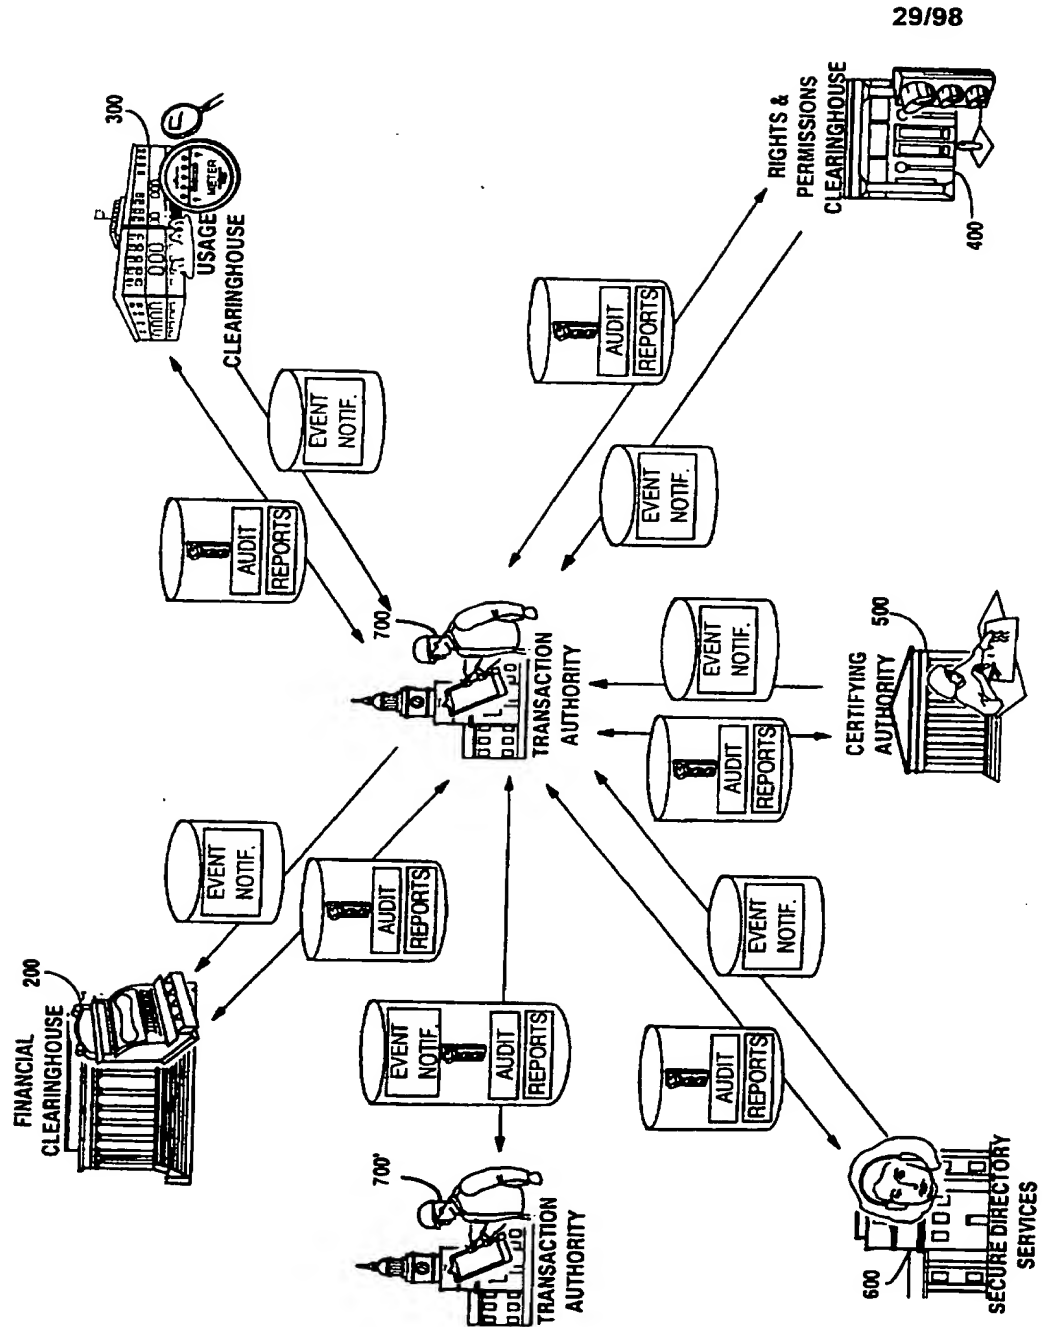 29/98
300
METER
USAGE
CLEARINGHOUSE
EVENT
NOTIF.
AUDIT
REPORTS
RIGHTS &
PERMISSIONS
CLEARINGHOUSE
400
AUDIT
REPORTS
EVENT
NOTIF.
700
TRANSACTION
AUTHORITY
EVENT
NOTIF.
AUDIT
REPORTS
CERTIFYING
AUTHORITY
500
200
FINANCIAL
CLEARINGHOUSE
EVENT
NOTIF.
AUDIT
REPORTS
EVENT
NOTIF.
AUDIT
REPORTS
700'
TRANSACTION
AUTHORITY
EVENT
NOTIF.
AUDIT
REPORTS
600
SECURE DIRECTORY
SERVICES